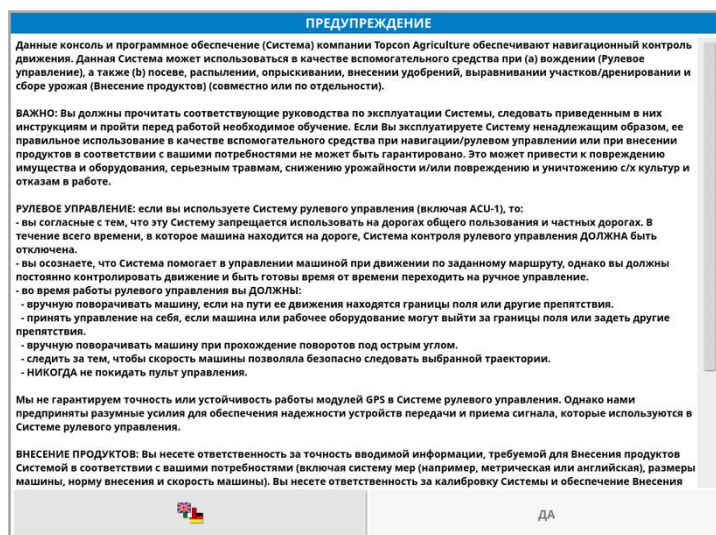 ПРЕДУПРЕЖДЕНИЕ
Данные консоль и программное обеспечение (Система) компании Topcon Agriculture обеспечивают навигационный контроль
движения. Данная Система может использоваться в качестве вспомогательного средства при (a) вождении (Рулевое
управление), а также (b) посеве, распылении, опрыскивании, внесении удобрений, выравнивании участков/дренировании и
сборе урожая (Внесение продуктов) (совместно или по отдельности).
ВАЖНО: Вы должны прочитать соответствующие руководства по эксплуатации Системы, следовать приведенным в них
инструкциям и пройти перед работой необходимое обучение. Если Вы эксплуатируете Систему ненадлежащим образом, ее
правильное использование в качестве вспомогательного средства при навигации/рулевом управлении или при внесении
продуктов в соответствии с вашими потребностями не может быть гарантировано. Это может привести к повреждению
имущества и оборудования, серьезным травмам, снижению урожайности и/или повреждению и уничтожению с/х культур и
отказам в работе.
РУЛЕВОЕ УПРАВЛЕНИЕ: если вы используете Систему рулевого управления (включая ACU-1), то:
- вы согласные с тем, что эту Систему запрещается использовать на дорогах общего пользования и частных дорогах. В
течение всего времени, в которое машина находится на дороге, Система контроля рулевого управления ДОЛЖНА быть
отключена.
- вы осознаете, что Система помогает в управлении машиной при движении по заданному маршруту, однако вы должны
постоянно контролировать движение и быть готовы время от времени переходить на ручное управление.
- во время работы рулевого управления вы ДОЛЖНЫ:
- вручную поворачивать машину, если на пути ее движения находятся границы поля или другие препятствия.
- принять управление на себя, если машина или рабочее оборудование могут выйти за границы поля или задеть другие
препятствия.
- вручную поворачивать машину при прохождение поворотов под острым углом.
- следить за тем, чтобы скорость машины позволяла безопасно следовать выбранной траектории.
- НИКОГДА не покидать пульт управления.
Мы не гарантируем точность или устойчивость работы модулей GPS в Системе рулевого управления. Однако нами
предприняты разумные усилия для обеспечения надежности устройств передачи и приема сигнала, которые используются в
Системе рулевого управления.
ВНЕСЕНИЕ ПРОДУКТОВ: Вы несете ответственность за точность вводимой информации, требуемой для Внесения продуктов
Системой в соответствии с вашими потребностями (включая систему мер (например, метрическая или английская), размеры
машины, норму внесения и скорость машины). Вы несете ответственность за калибровку Системы и обеспечение Внесения
ДА